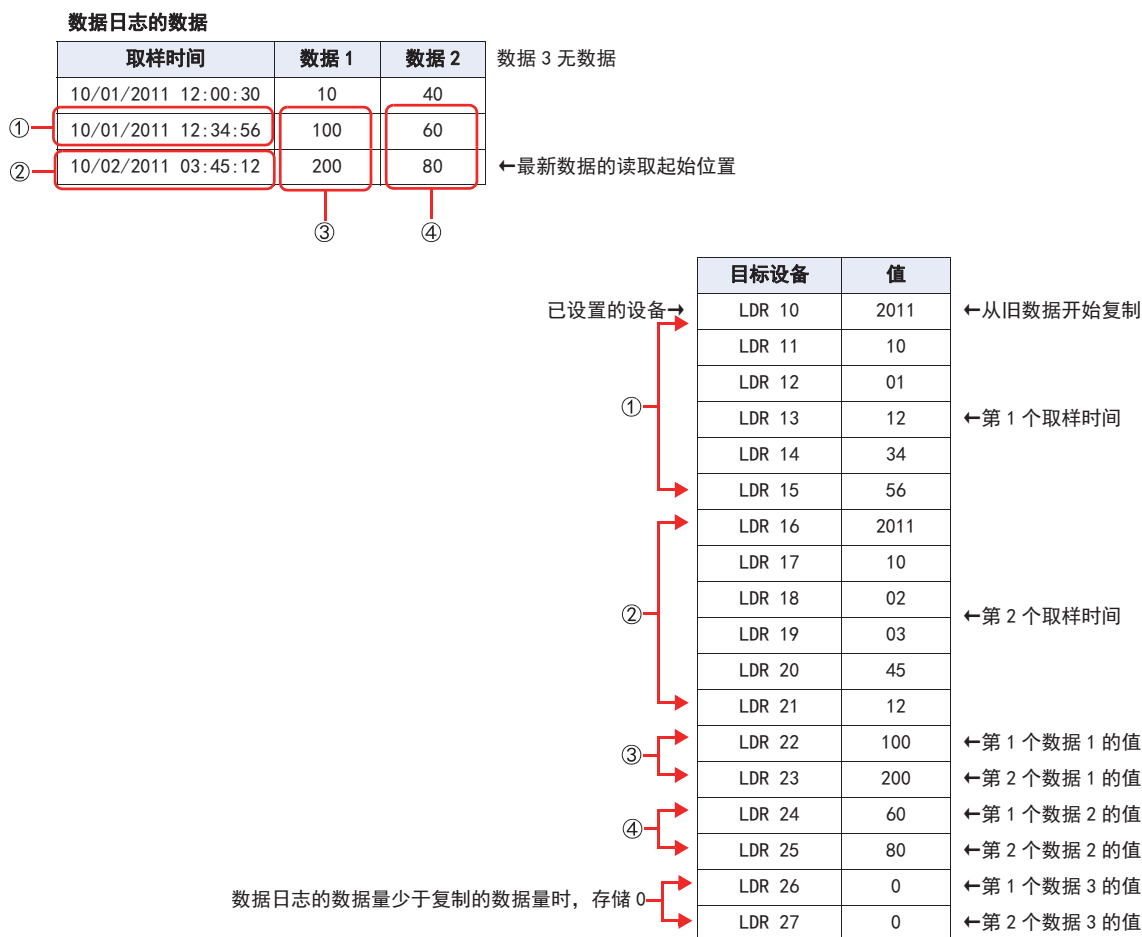 数据日志的数据
取样时间 数据 1 数据 2 数据 3 无数据
10/01/2011 12:00:30 10 40
① 10/01/2011 12:34:56 100 60
② 10/02/2011 03:45:12 200 80 ←最新数据的读取起始位置
③ ④
目标设备 值
已设置的设备→ LDR 10 2011 ←从旧数据开始复制
LDR 11 10
LDR 12 01
① LDR 13 12 ←第 1 个取样时间
LDR 14 34
LDR 15 56
LDR 16 2011
LDR 17 10
② LDR 18 02 ←第 2 个取样时间
LDR 19 03
LDR 20 45
LDR 21 12
③ LDR 22 100 ←第 1 个数据 1 的值
LDR 23 200 ←第 2 个数据 1 的值
④ LDR 24 60 ←第 1 个数据 2 的值
LDR 25 80 ←第 2 个数据 2 的值
数据日志的数据量少于复制的数据量时，存储 0 LDR 26 0 ←第 1 个数据 3 的值
LDR 27 0 ←第 2 个数据 3 的值